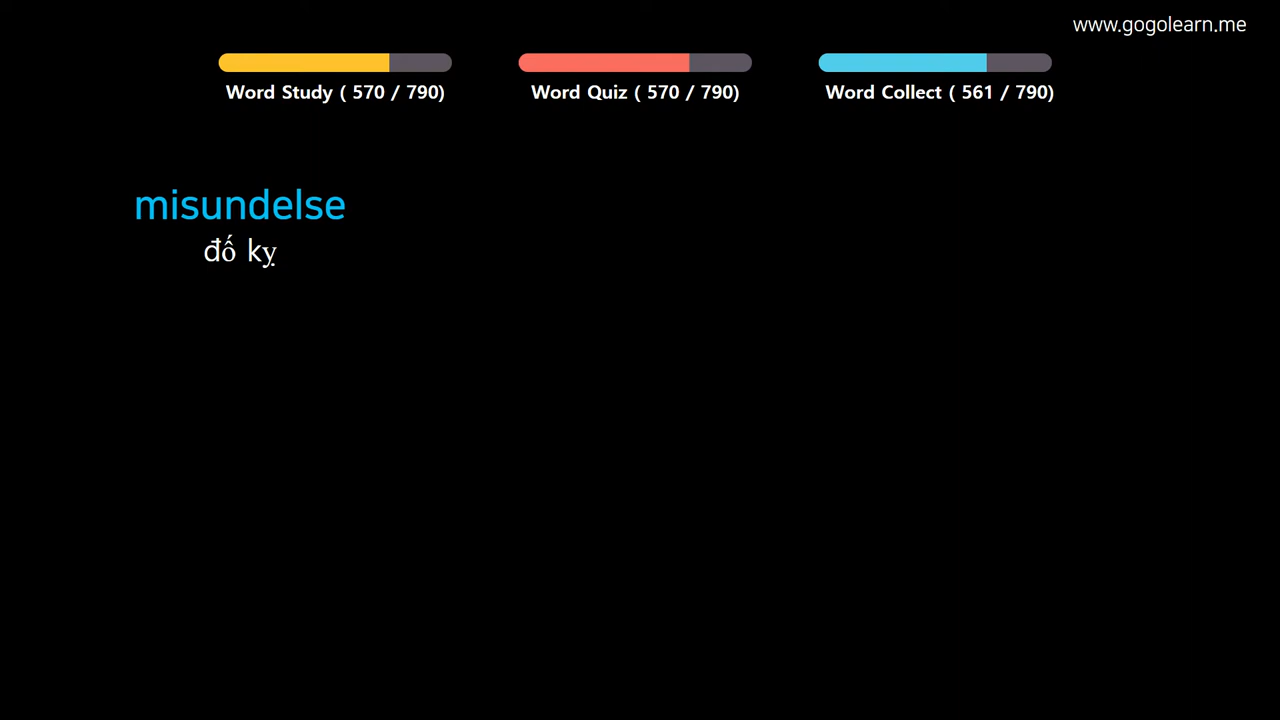 www.gogolearn.me
Word Study ( 570 / 790)
Word Quiz ( 570 / 790)
Word Collect ( 561 / 790)
misundelse
đố kỵ